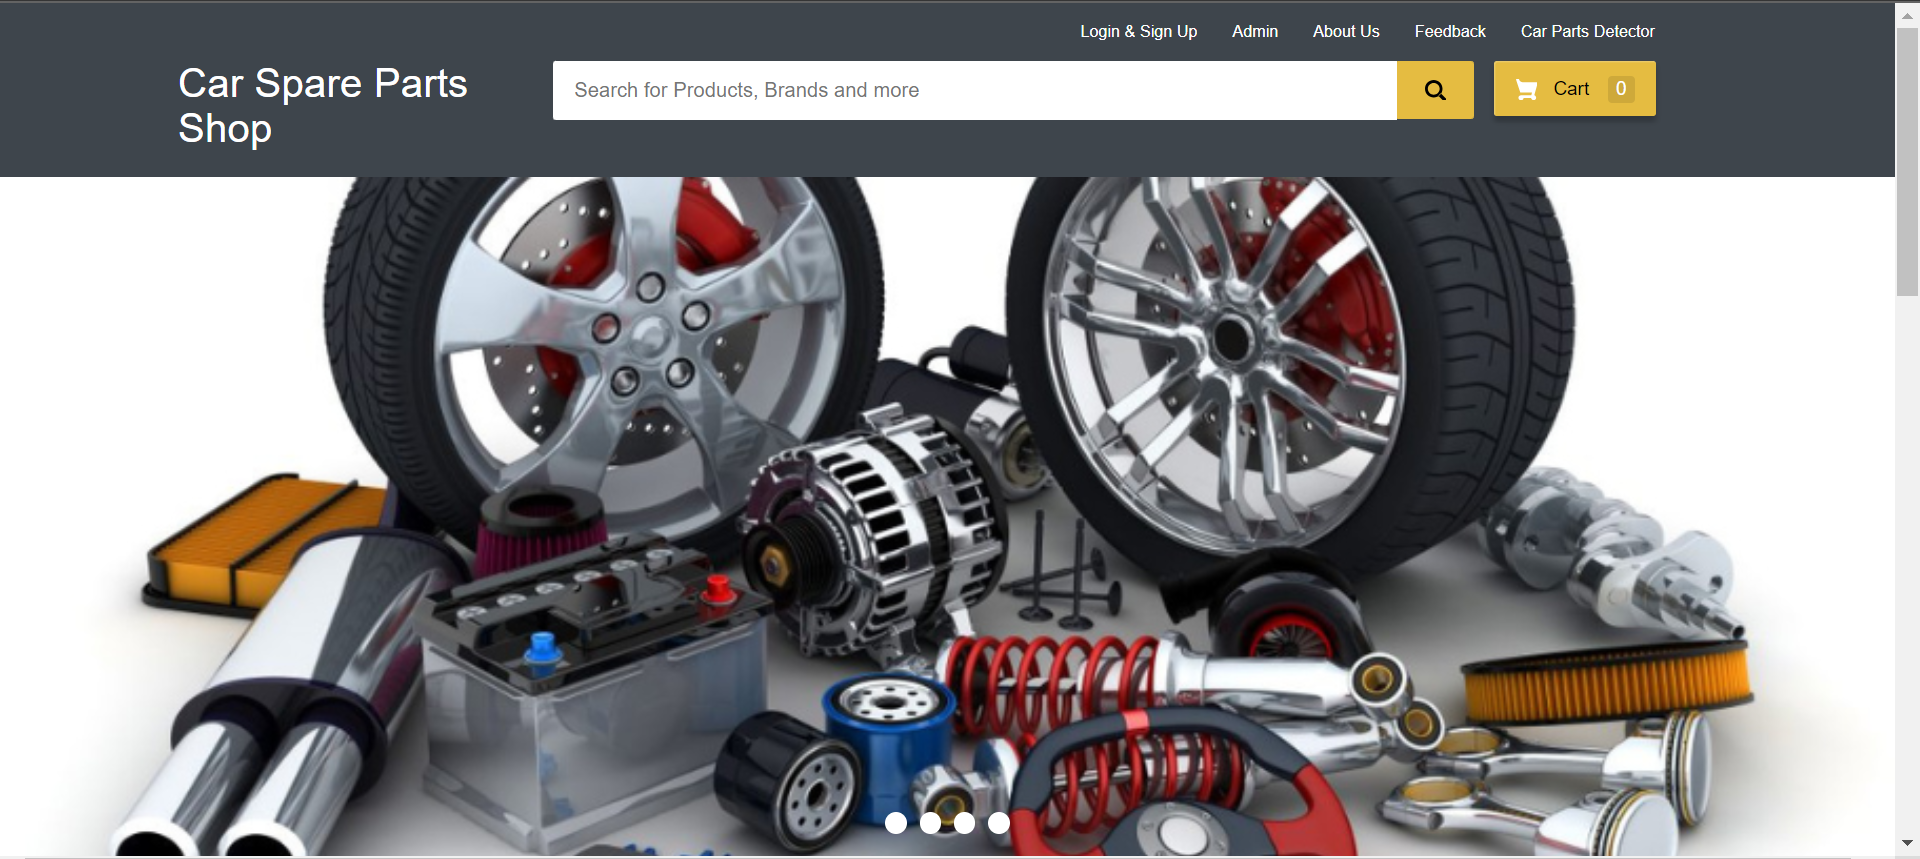 Login & Sign Up Admin About Us Feedback Car Parts Detector
Car Spare Parts
Shop
Search for Products, Brands and more
Cart 0